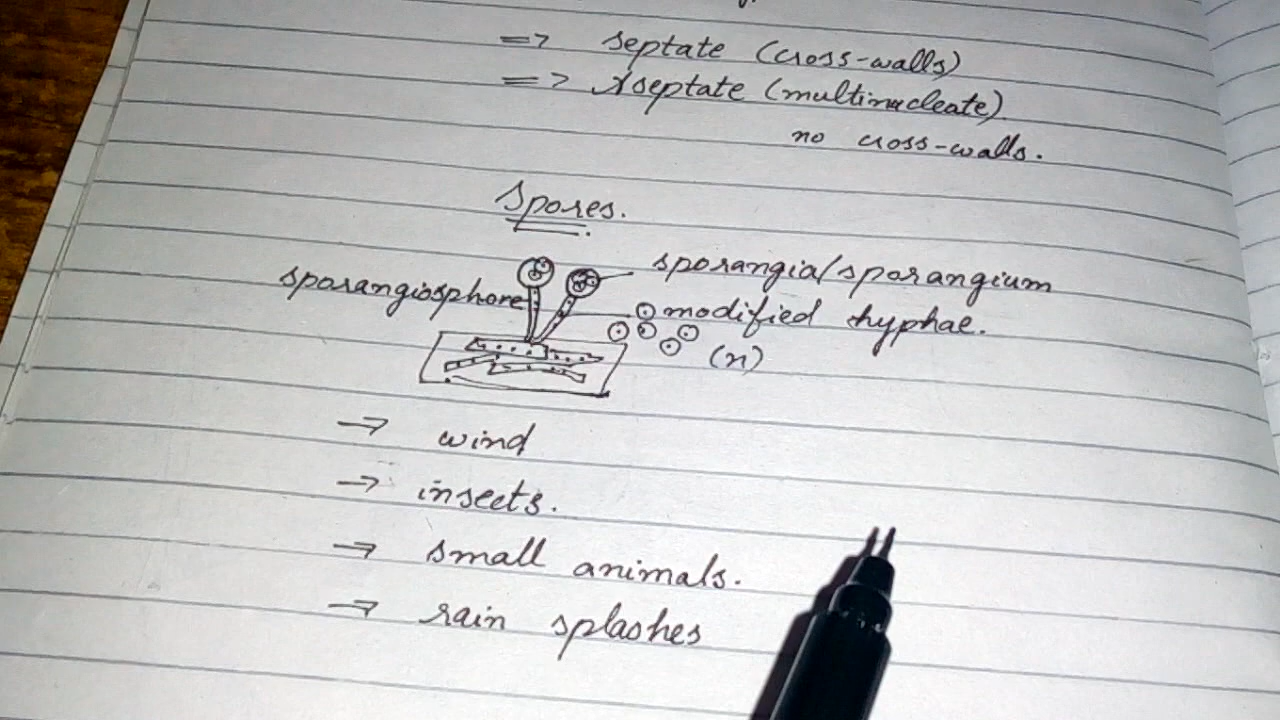 => septate (cross-walls)
=> Xseptate (multinucleate)
no cross-walls.
Spores.
sporangia/sporangium
sporangiosphore
modified hyphae.
(n)
→ wind
→ insects.
→ small animals.
→ rain splashes